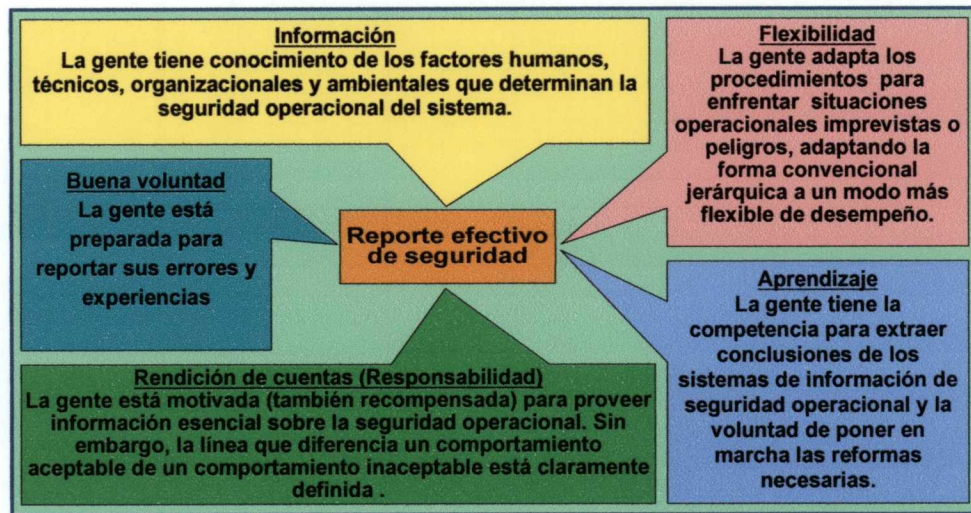 Información
La gente tiene conocimiento de los factores humanos,
técnicos, organizacionales y ambientales que determinan la
seguridad operacional del sistema.
Flexibilidad
La gente adapta los
procedimientos para
enfrentar situaciones
operacionales imprevistas o
peligros, adaptando la
forma convencional
jerárquica a un modo más
flexible de desempeño.
Buena voluntad
La gente está
preparada para
reportar sus errores y
experiencias
Reporte efectivo
de seguridad
Aprendizaje
La gente tiene la
competencia para extraer
conclusiones de los
sistemas de información de
seguridad operacional y la
voluntad de poner en
marcha las reformas
necesarias.
Rendición de cuentas (Responsabilidad)
La gente está motivada (también recompensada) para proveer
información esencial sobre la seguridad operacional. Sin
embargo, la línea que diferencia un comportamiento
aceptable de un comportamiento inaceptable está claramente
definida .